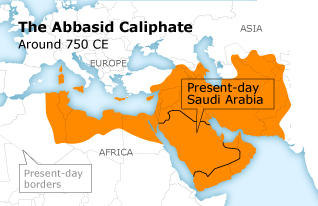 The Abbasid Caliphate
Around 750 CE
ASIA
EUROPE
Present-day
Saudi Arabia
AFRICA
Present-day
borders